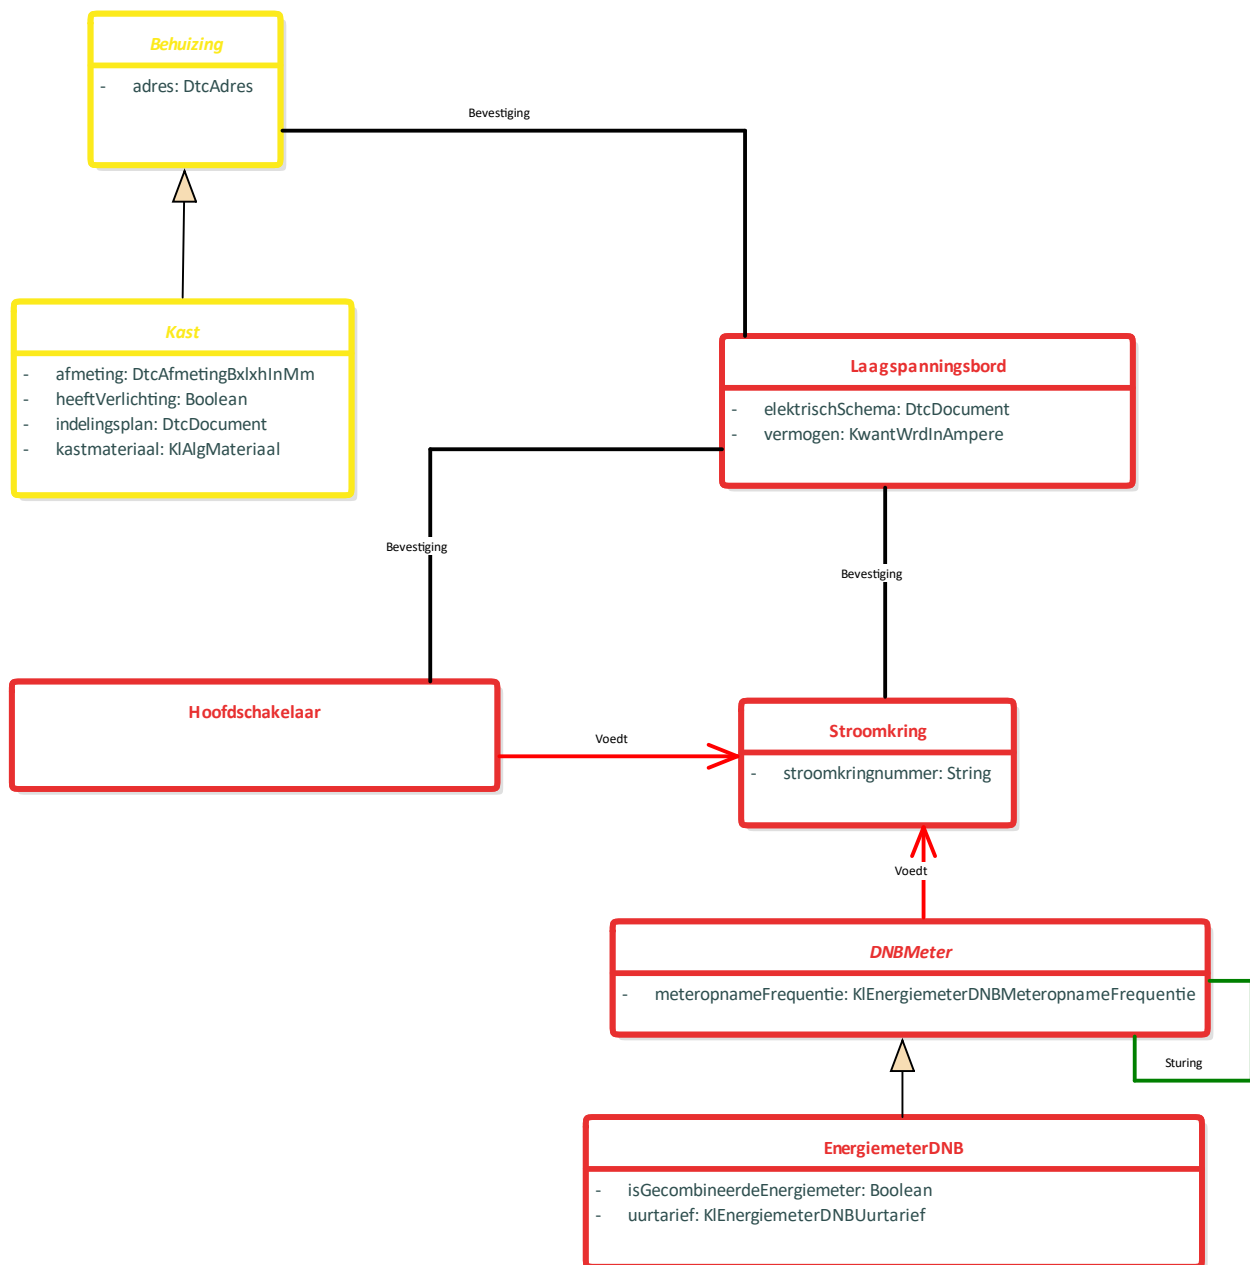 Behuizing
- adres: DtcAdres
Bevestiging
Kast
- afmeting: DtcAfmetingBxlxhInMm
- heeftVerlichting: Boolean
- indelingsplan: DtcDocument
- kastmateriaal: KlAlgMateriaal
Laagspanningsbord
- elektrischSchema: DtcDocument
- vermogen: KwantWrdInAmpere
Bevestiging
Bevestiging
Hoofdschakelaar
Voedt
Stroomkring
- stroomkringnummer: String
Voedt
DNBMeter
- meteropnameFrequentie: KlEnergiemeterDNBMeteropnameFrequentie
Sturing
EnergiemeterDNB
- isGecombineerdeEnergiemeter: Boolean
- uurtarief: KlEnergiemeterDNBUurtarief